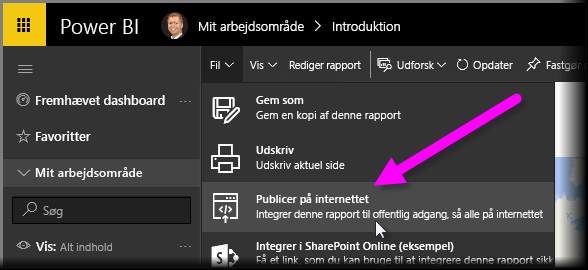 Power BI
Mit arbejdsområde > Introduktion
Fil Vis Rediger rapport Udforsk Opdater Fastgør
Fremhævet dashboard ...
Favoritter
Mit arbejdsområde
Søg
Vis: Alt indhold ...
Gem som
Gem en kopi af denne rapport
Udskriv
Udskriv aktuel side
Publicer på internettet
Integrer denne rapport til offentlig adgang, så alle på internettet
Integrer i SharePoint Online (eksempel)
Få et link, som du kan bruge til at integrere denne rapport sikk